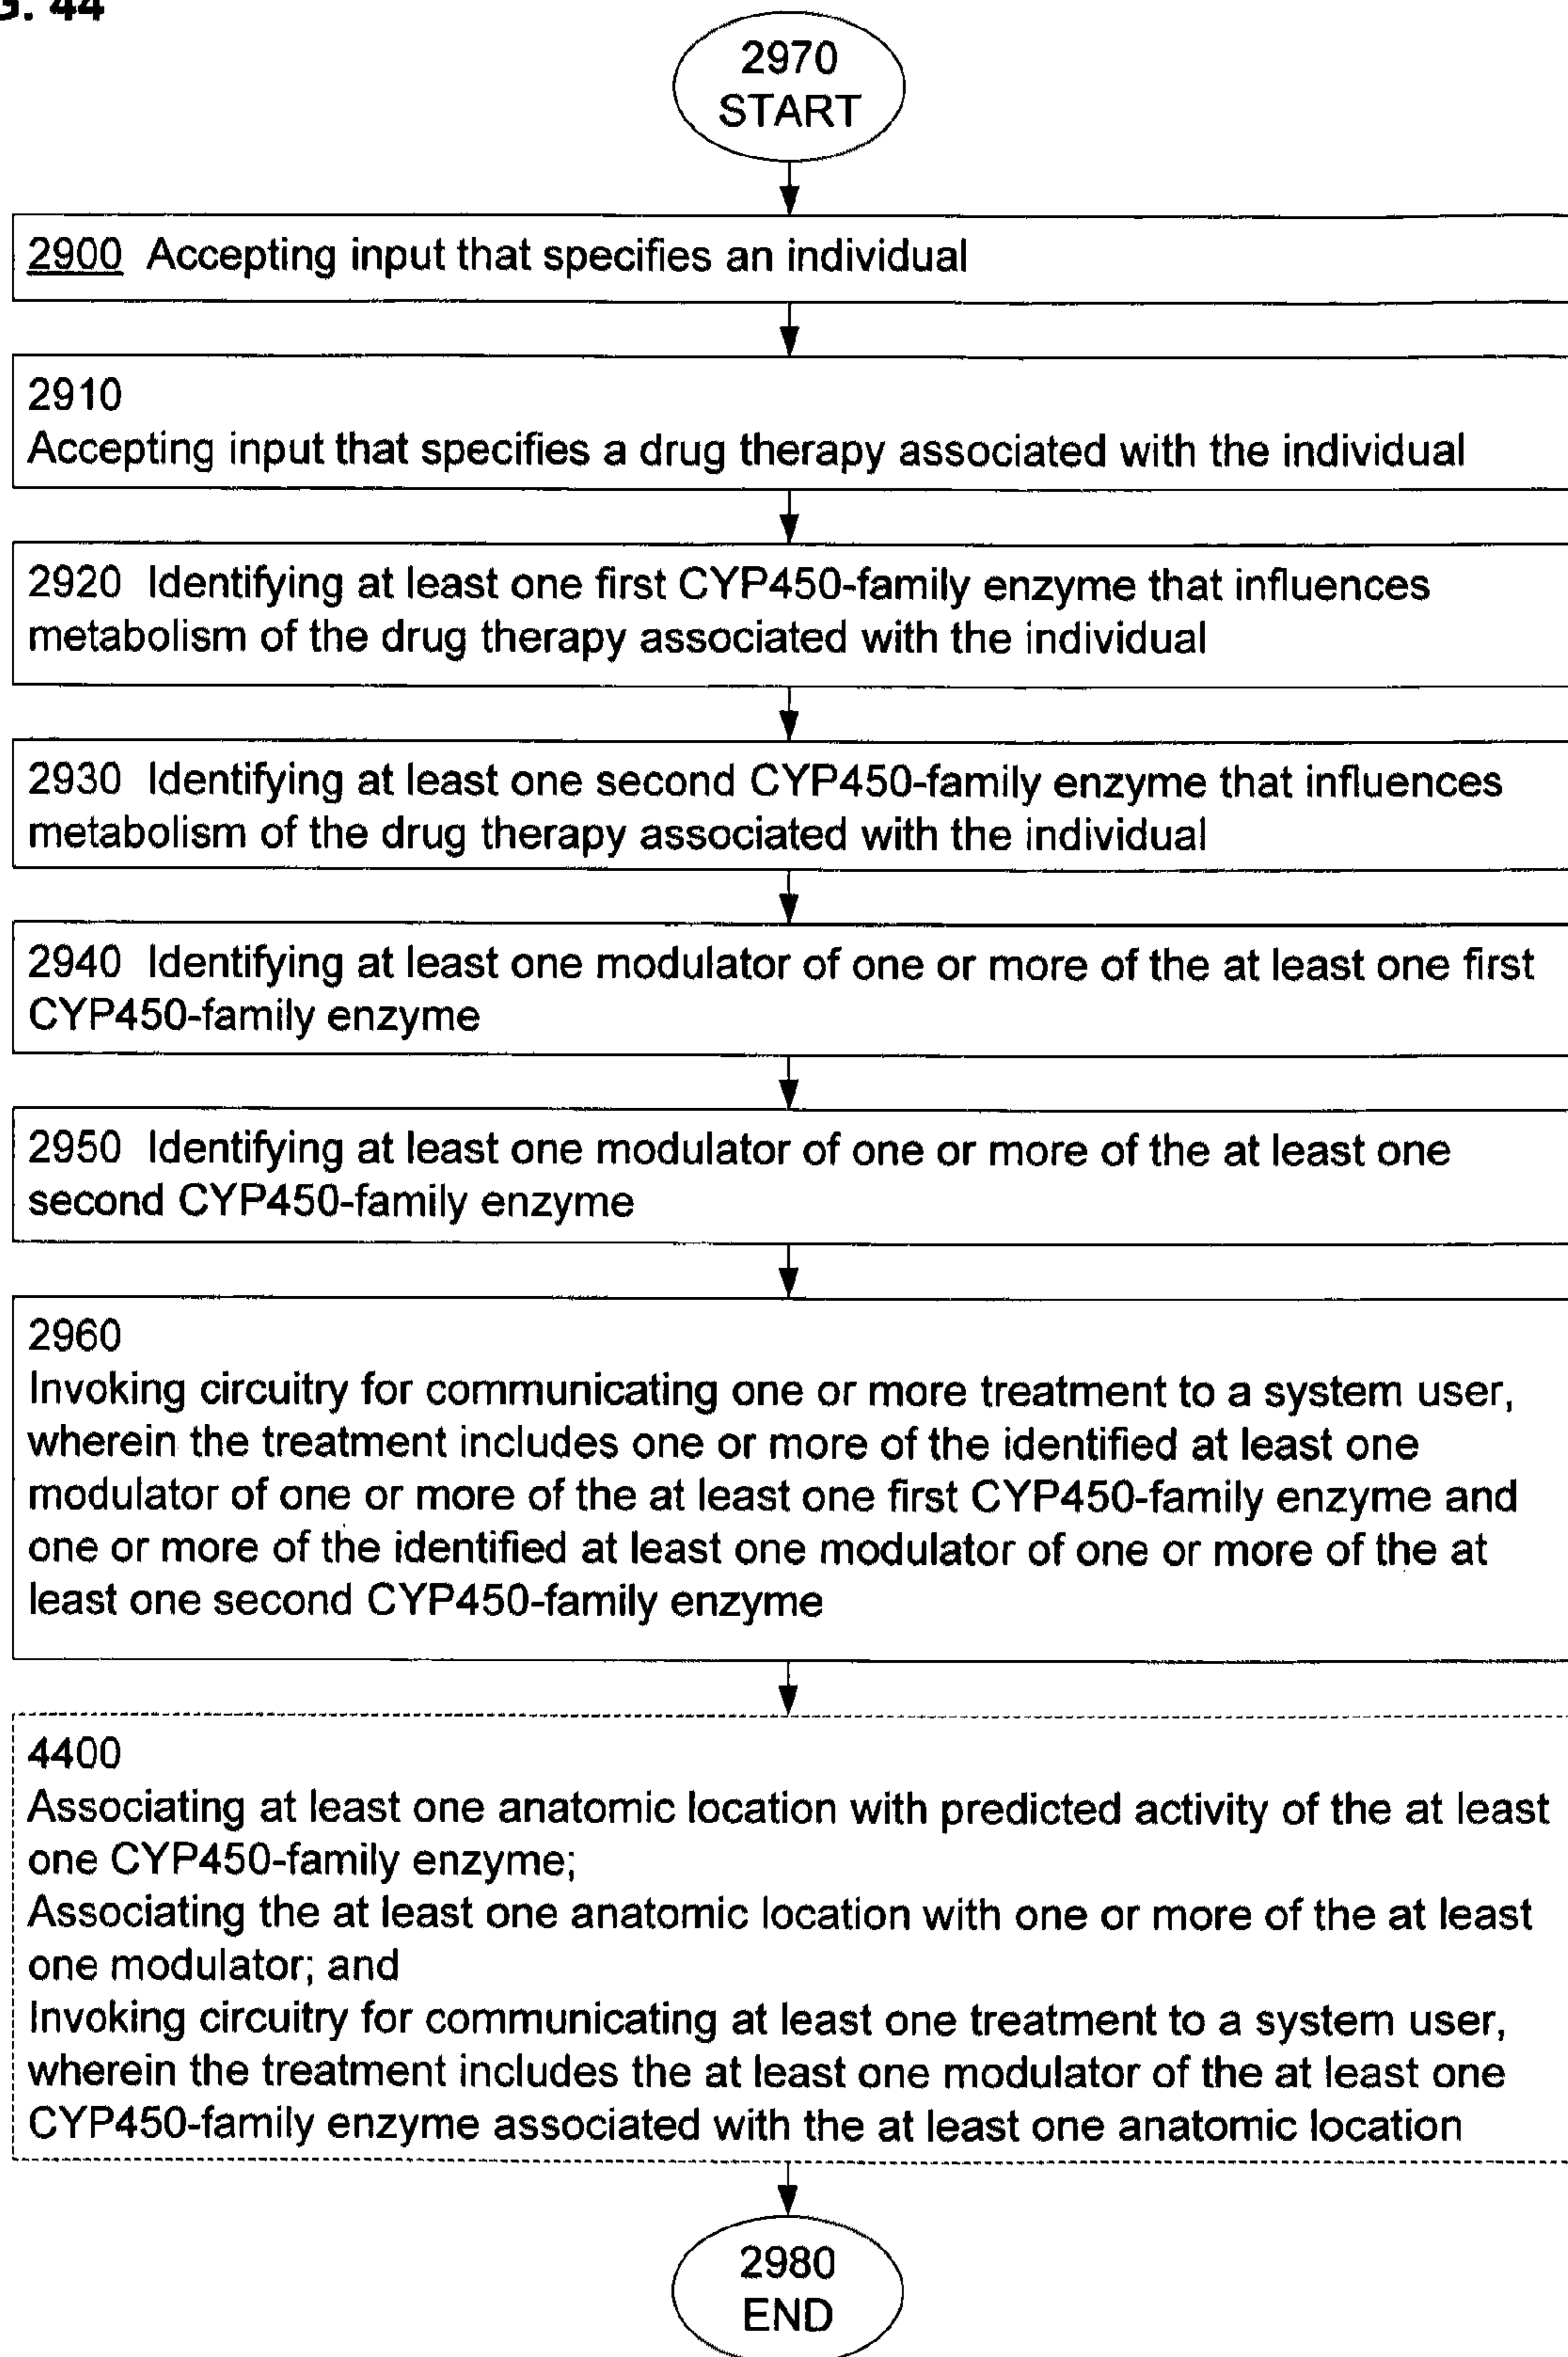 G. 44
2970
START
2900 Accepting input that specifies an individual
2910
Accepting input that specifies a drug therapy associated with the individual
2920 Identifying at least one first CYP450-family enzyme that influences
metabolism of the drug therapy associated with the individual
2930 Identifying at least one second CYP450-family enzyme that influences
metabolism of the drug therapy associated with the individual
2940 Identifying at least one modulator of one or more of the at least one first
CYP450-family enzyme
2950 Identifying at least one modulator of one or more of the at least one
second CYP450-family enzyme
2960
Invoking circuitry for communicating one or more treatment to a system user,
wherein the treatment includes one or more of the identified at least one
modulator of one or more of the at least one first CYP450-family enzyme and
one or more of the identified at least one modulator of one or more of the at
least one second CYP450-family enzyme
4400
Associating at least one anatomic location with predicted activity of the at least
one CYP450-family enzyme;
Associating the at least one anatomic location with one or more of the at least
one modulator; and
Invoking circuitry for communicating at least one treatment to a system user,
wherein the treatment includes the at least one modulator of the at least one
CYP450-family enzyme associated with the at least one anatomic location
2980
END